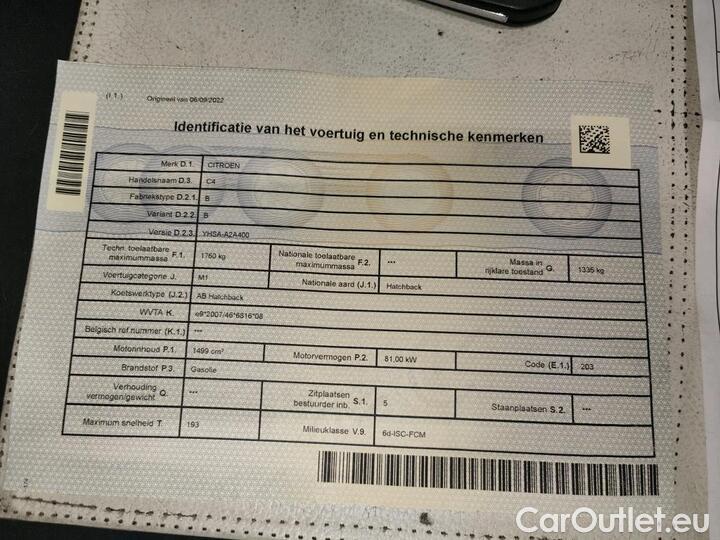 (I.1.) Origineel van 06/09/2022
Identificatie van het voertuig en technische kenmerken
Merk D.1. CITROEN
Handelsnaam D.3. C4
Fabriekstype D.2.1. B
Variant D.2.2. B
Versie D.2.3. YHSA-A2A400
Techn. toelaatbare maximummassa F.1. 1760 kg Nationale toelaatbare maximummassa F.2. --- Massa in rijklare toestand G. 1335 kg
Voertuigcategorie J. M1 Nationale aard (J.1.) Hatchback
Koetswerktype (J.2.) AB Hatchback
WVTA K. e9*2007/46*6816*08
Belgisch ref.nummer (K.1.) ---
Motorinhoud P.1. 1499 cm³ Motorvermogen P.2. 81,00 kW Code (E.1.) 203
Brandstof P.3. Gasolie
Verhouding vermogen/gewicht Q. --- Zitplaatsen bestuurder inb. S.1. 5 Staanplaatsen S.2. ---
Maximum snelheid T. 193 Milieuklasse V.9. 6d-ISC-FCM
CarOutlet.eu